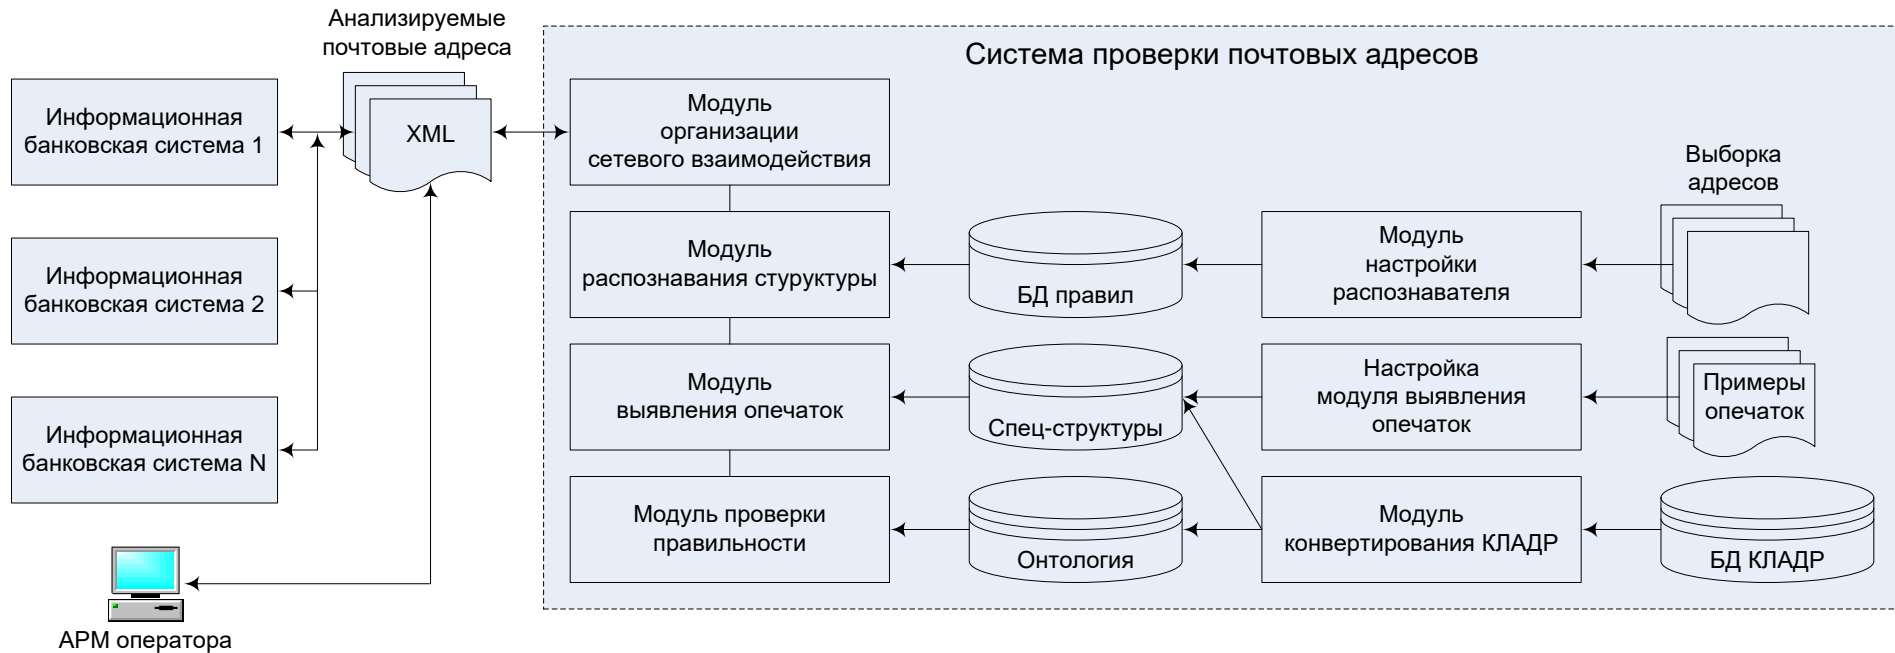 Анализируемые
почтовые адреса
Система проверки почтовых адресов
Информационная
банковская система 1
XML
Модуль
организации
сетевого взаимодействия
Выборка
адресов
Информационная
банковская система 2
Модуль
распознавания стуруктуры
БД правил
Модуль
настройки
распознавателя
Информационная
банковская система N
Модуль
выявления опечаток
Спец-структуры
Настройка
модуля выявления
опечаток
Примеры
опечаток
Модуль проверки
правильности
Онтология
Модуль
конвертирования КЛАДР
БД КЛАДР
АРМ оператора